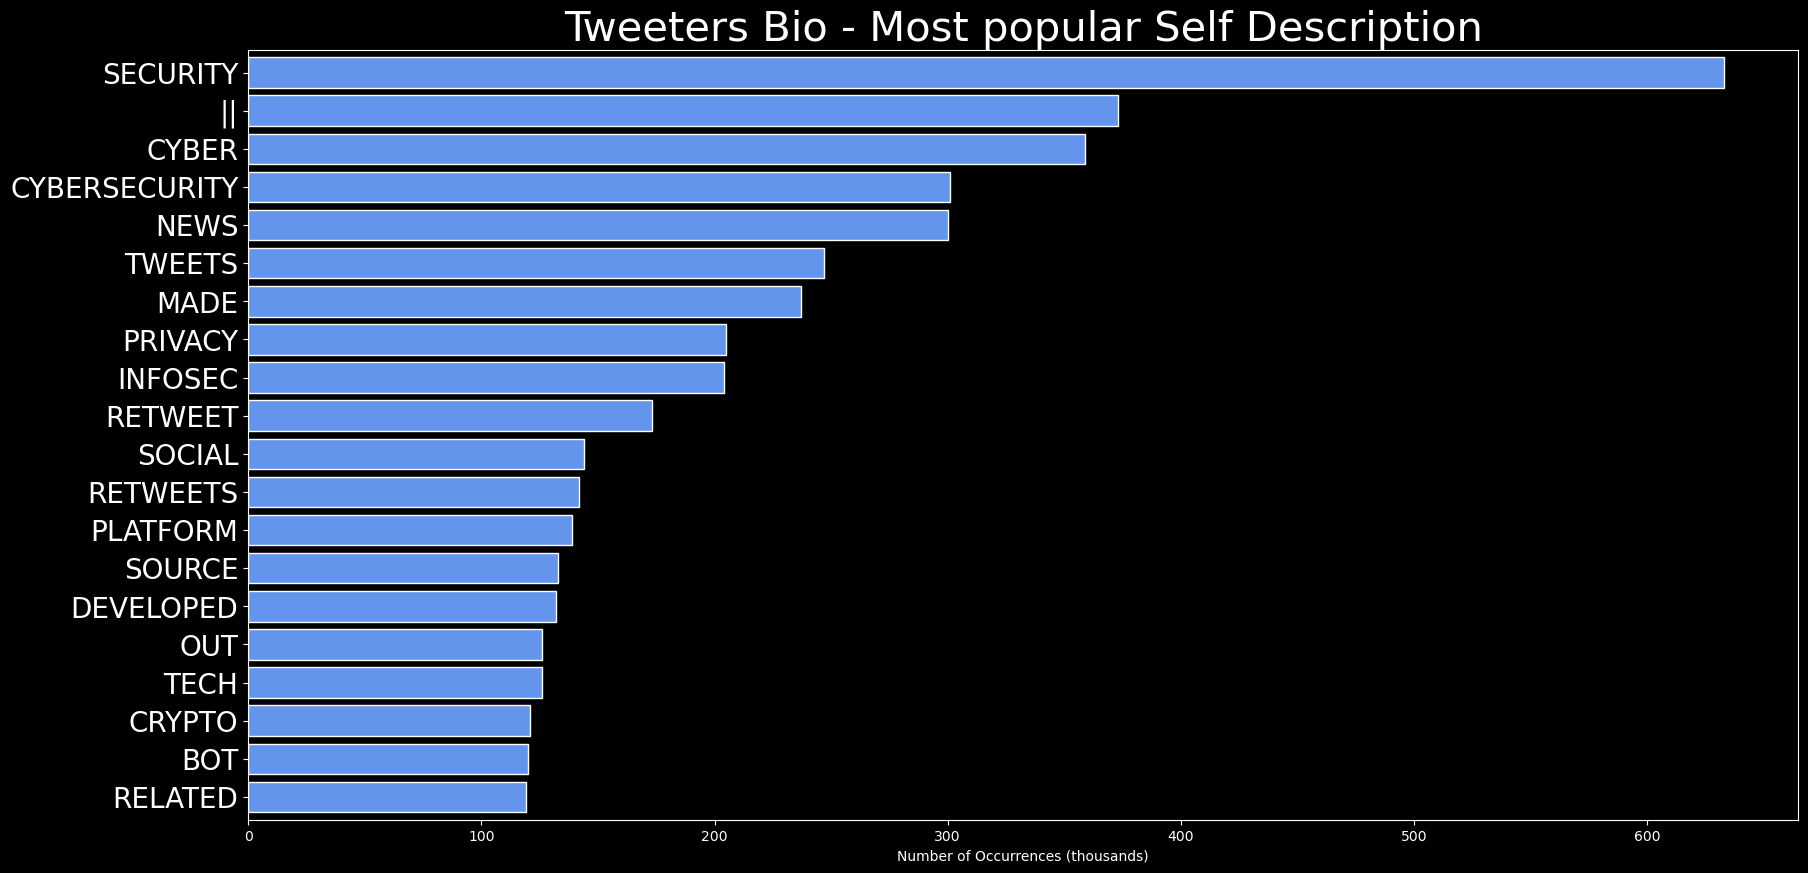 Tweeters Bio - Most popular Self Description
SECURITY
||
CYBER
CYBERSECURITY
NEWS
TWEETS
MADE
PRIVACY
INFOSEC
RETWEET
SOCIAL
RETWEETS
PLATFORM
SOURCE
DEVELOPED
OUT
TECH
CRYPTO
BOT
RELATED
0 100 200 300 400 500 600
Number of Occurrences (thousands)